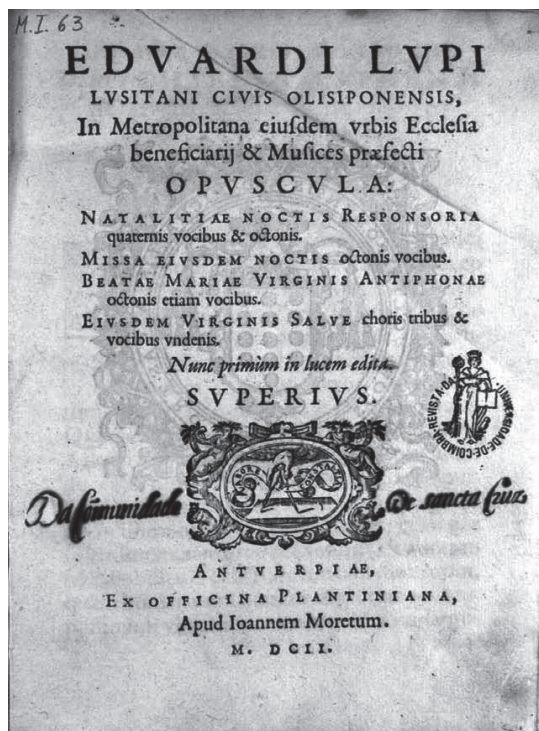 M.I. 63
EDVARDI LVPI
LVSITANI CIVIS OLISIPONENSIS,
In Metropolitana eiuſdem vrbis Eccleſia
beneficiarij & Muſices præfecti
OPVSCVLA:
NATALITIAE NOCTIS RESPONSORIA
quaternis vocibus & octonis.
MISSA EIVSDEM NOCTIS octonis vocibus.
BEATAE MARIAE VIRGINIS ANTIPHONAE
octonis etiam vocibus.
EIVSDEM VIRGINIS SALVE choris tribus &
vocibus vndenis.
Nunc primùm in lucem edita.
SVPERIVS.
REVISTA·DA·UNIVERSIDADE·DE·COIMBRA
LABORE CONSTANTIA
Da Comunidade De sancta Cruz
ANTVERPIAE,
EX OFFICINA PLANTINIANA,
Apud Ioannem Moretum.
M. DCII.